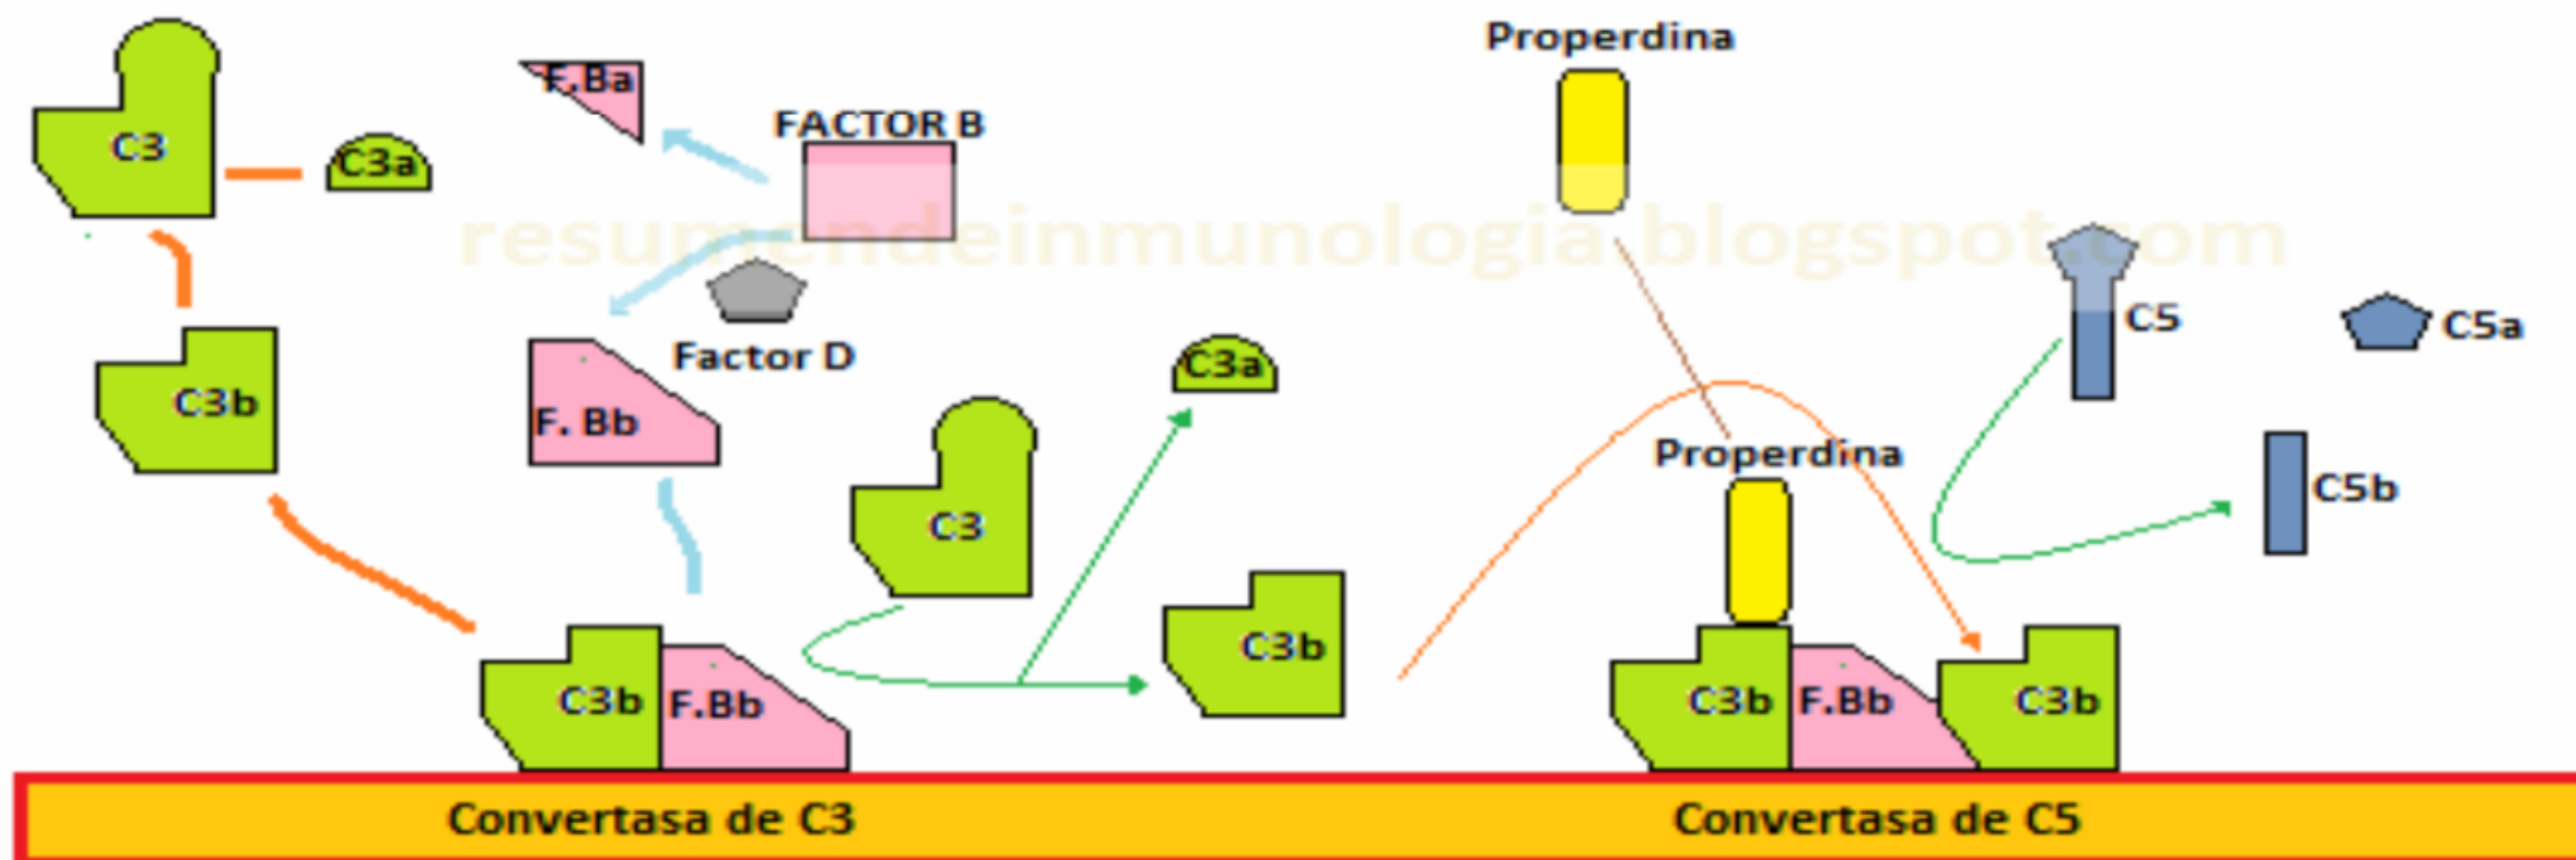 Properdina
F.Ba
FACTOR B
C3
C3a
resumendeinmunologia.blogspot.com
C5
C5a
Factor D
C3a
C3b
F. Bb
Properdina
C3
C5b
C3b
C3b
F.Bb
C3b
F.Bb
C3b
Convertasa de C3
Convertasa de C5